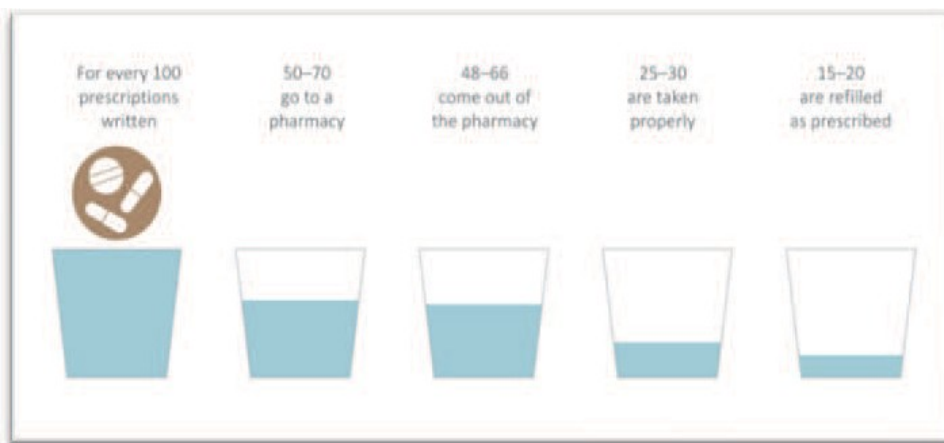 For every 100
prescriptions
written
50–70
go to a
pharmacy
48–66
come out of
the pharmacy
25–30
are taken
properly
15–20
are refilled
as prescribed